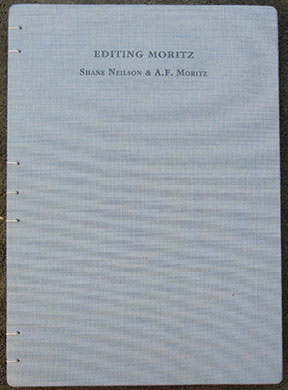 EDITING MORITZ
SHANE NEILSON & A.F. MORITZ